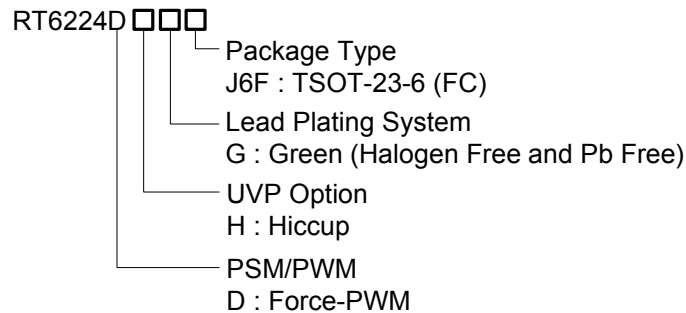 RT6224D□□□
Package Type
J6F : TSOT-23-6 (FC)
Lead Plating System
G : Green (Halogen Free and Pb Free)
UVP Option
H : Hiccup
PSM/PWM
D : Force-PWM